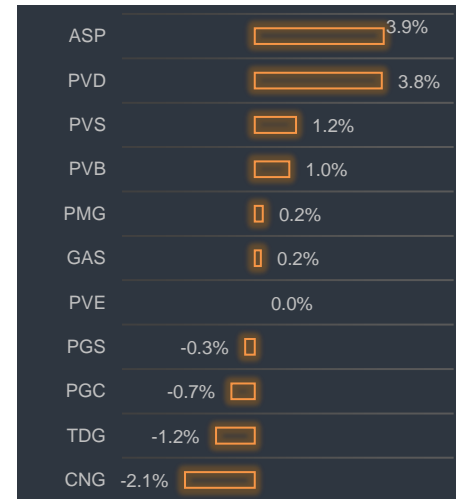 ASP 3.9%
PVD 3.8%
PVS 1.2%
PVB 1.0%
PMG 0.2%
GAS 0.2%
PVE 0.0%
PGS -0.3%
PGC -0.7%
TDG -1.2%
CNG -2.1%